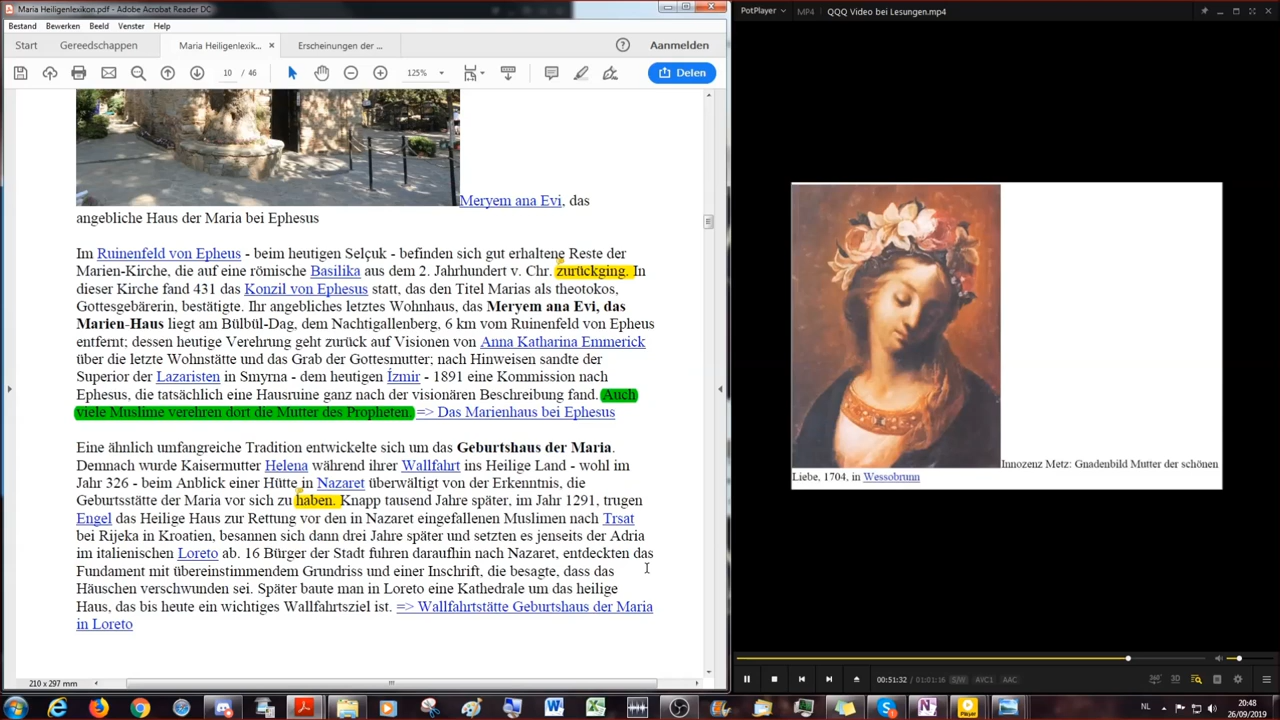 Maria Heiligenlexikon.pdf - Adobe Acrobat Reader DC
Bestand Bewerken Beeld Venster Help
Start Gereedschappen Maria Heiligenlexik... × Erscheinungen der ... Aanmelden
10 / 46 125% Delen
Meryem ana Evi, das
angebliche Haus der Maria bei Ephesus
Im Ruinenfeld von Epheus - beim heutigen Selçuk - befinden sich gut erhaltene Reste der
Marien-Kirche, die auf eine römische Basilika aus dem 2. Jahrhundert v. Chr. zurückging. In
dieser Kirche fand 431 das Konzil von Ephesus statt, das den Titel Marias als theotokos,
Gottesgebärerin, bestätigte. Ihr angebliches letztes Wohnhaus, das Meryem ana Evi, das
Marien-Haus liegt am Bülbül-Dag, dem Nachtigallenberg, 6 km vom Ruinenfeld von Epheus
entfernt; dessen heutige Verehrung geht zurück auf Visionen von Anna Katharina Emmerick
über die letzte Wohnstätte und das Grab der Gottesmutter; nach Hinweisen sandte der
Superior der Lazaristen in Smyrna - dem heutigen Ízmir - 1891 eine Kommission nach
Ephesus, die tatsächlich eine Hausruine ganz nach der visionären Beschreibung fand. Auch
viele Muslime verehren dort die Mutter des Propheten. => Das Marienhaus bei Ephesus
Eine ähnlich umfangreiche Tradition entwickelte sich um das Geburtshaus der Maria.
Demnach wurde Kaisermutter Helena während ihrer Wallfahrt ins Heilige Land - wohl im
Jahr 326 - beim Anblick einer Hütte in Nazaret überwältigt von der Erkenntnis, die
Geburtsstätte der Maria vor sich zu haben. Knapp tausend Jahre später, im Jahr 1291, trugen
Engel das Heilige Haus zur Rettung vor den in Nazaret eingefallenen Muslimen nach Trsat
bei Rijeka in Kroatien, besannen sich dann drei Jahre später und setzten es jenseits der Adria
im italienischen Loreto ab. 16 Bürger der Stadt fuhren daraufhin nach Nazaret, entdeckten das
Fundament mit übereinstimmendem Grundriss und einer Inschrift, die besagte, dass das
Häuschen verschwunden sei. Später baute man in Loreto eine Kathedrale um das heilige
Haus, das bis heute ein wichtiges Wallfahrtsziel ist. => Wallfahrtstätte Geburtshaus der Maria
in Loreto
210 x 297 mm
PotPlayer MP4 QQQ Video bei Lesungen.mp4
Innozenz Metz: Gnadenbild Mutter der schönen
Liebe, 1704, in Wessobrunn
00:51:32 / 01:01:16 S/W AVC1 AAC
360° 3D
NL 20:48
26/09/2019